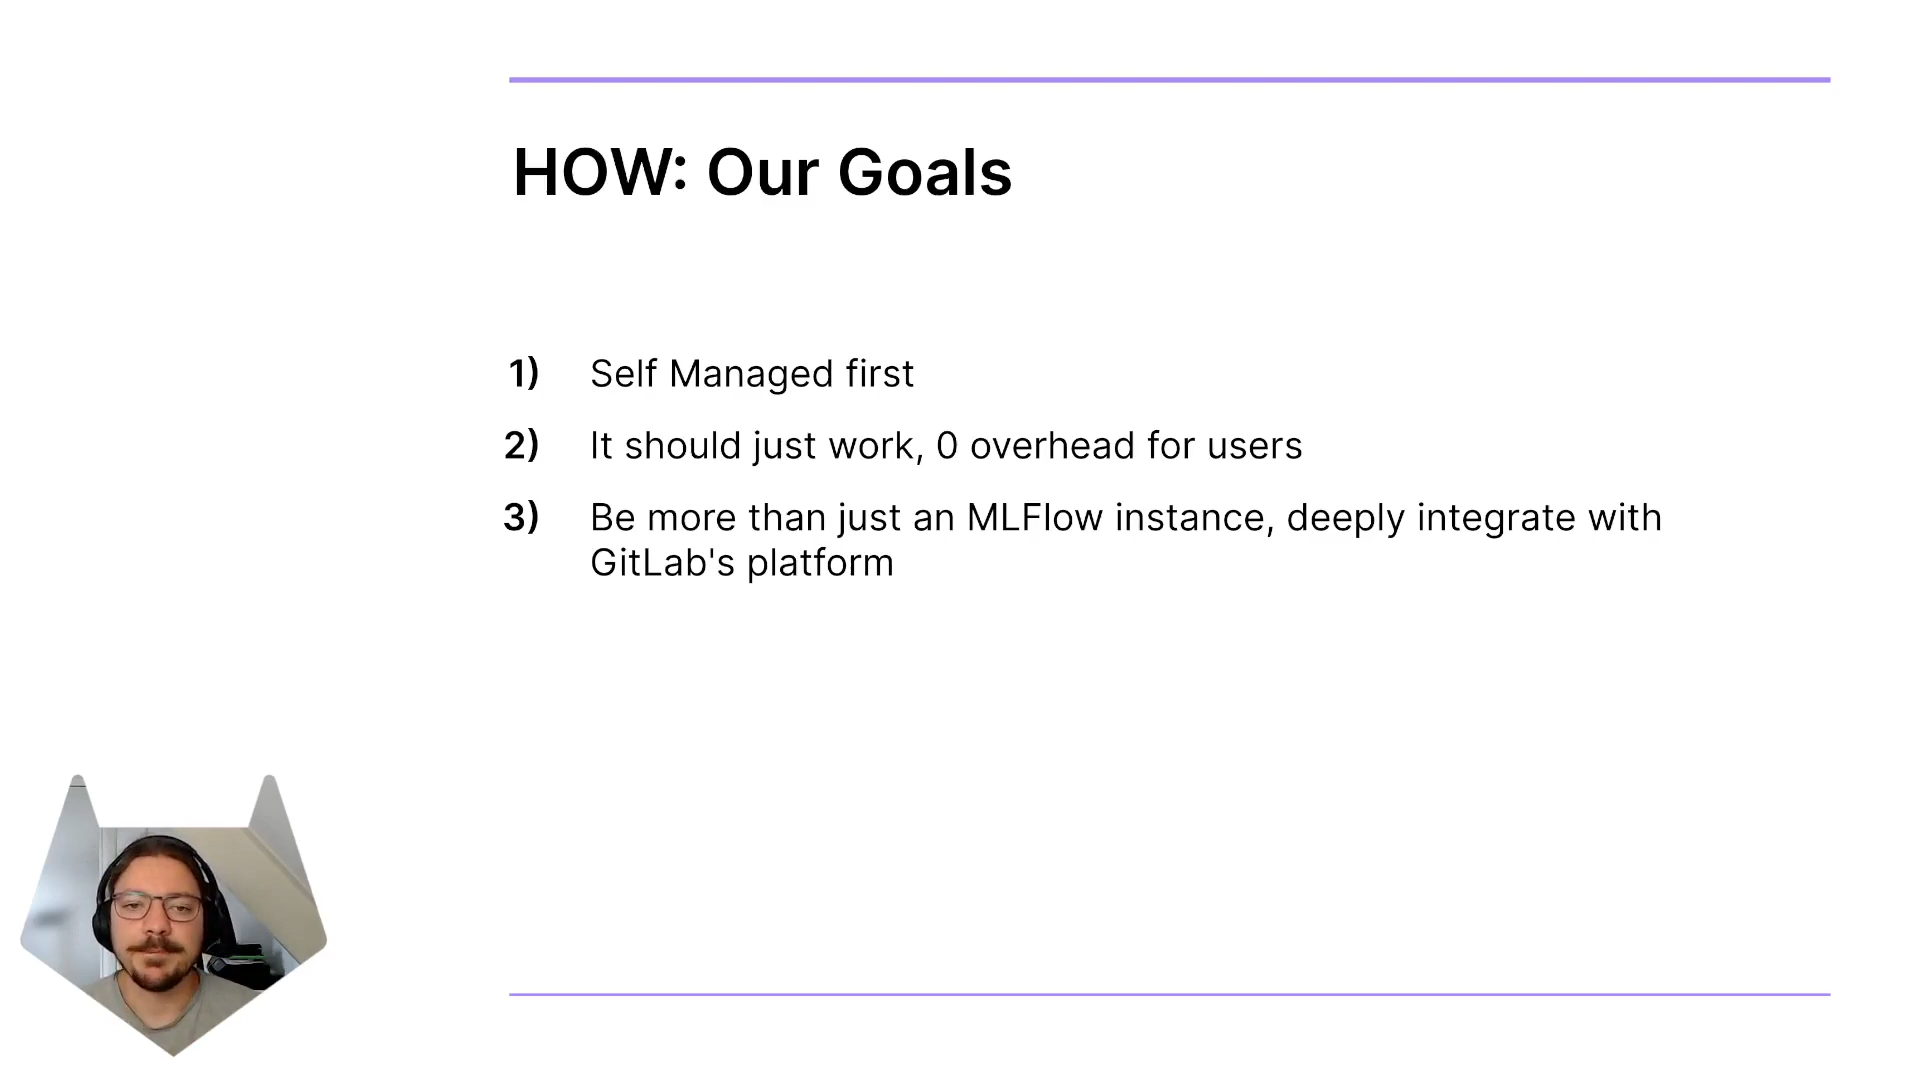 HOW: Our Goals
1) Self Managed first
2) It should just work, 0 overhead for users
3) Be more than just an MLFlow instance, deeply integrate with
GitLab's platform